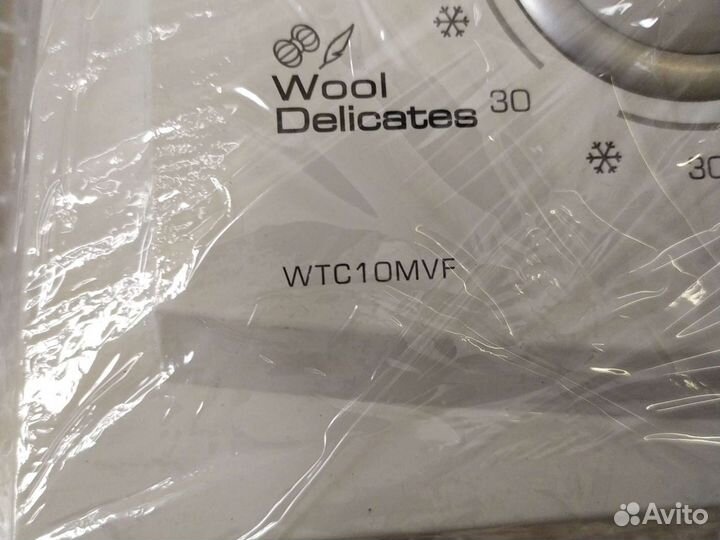 Wool
Delicates 30
30
WTC10MVF
Avito